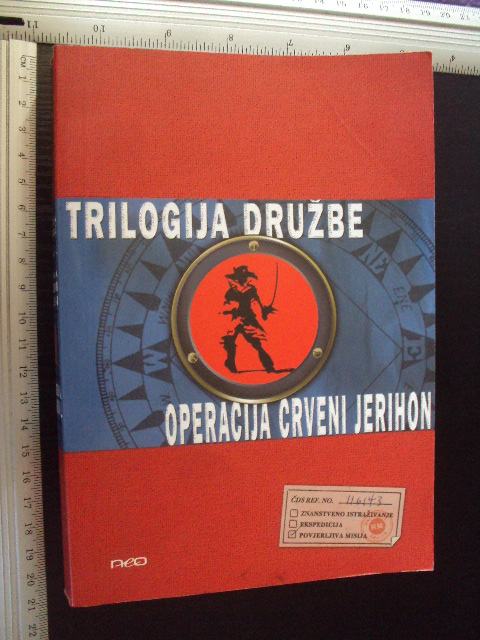 TRILOGIJA DRUŽBE
OPERACIJA CRVENI JERIHON
ČDS REF. NO. 116143
ZNANSTVENO ISTRAŽIVANJE
EKSPEDICIJA
POVJERLJIVA MISIJA
neo